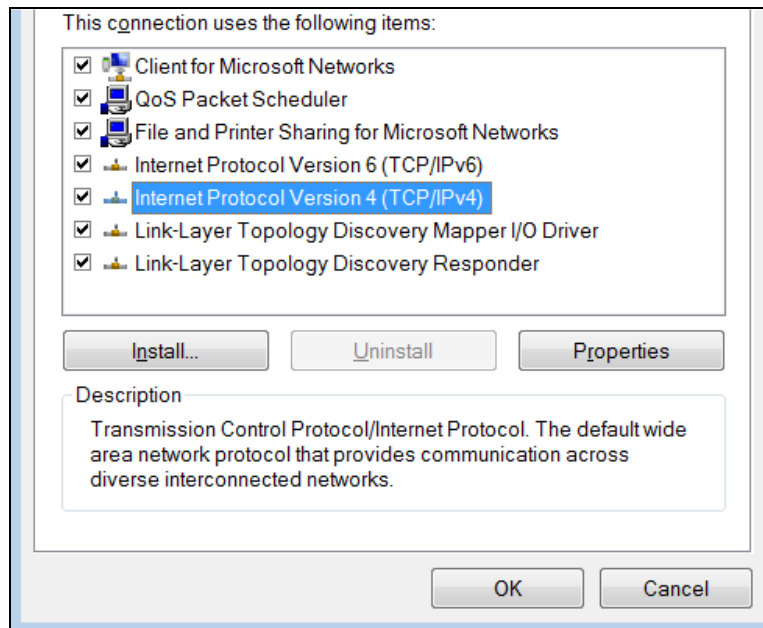 This connection uses the following items:
Client for Microsoft Networks
QoS Packet Scheduler
File and Printer Sharing for Microsoft Networks
Internet Protocol Version 6 (TCP/IPv6)
Internet Protocol Version 4 (TCP/IPv4)
Link-Layer Topology Discovery Mapper I/O Driver
Link-Layer Topology Discovery Responder
Install...
Uninstall
Properties
Description
Transmission Control Protocol/Internet Protocol. The default wide
area network protocol that provides communication across
diverse interconnected networks.
OK
Cancel